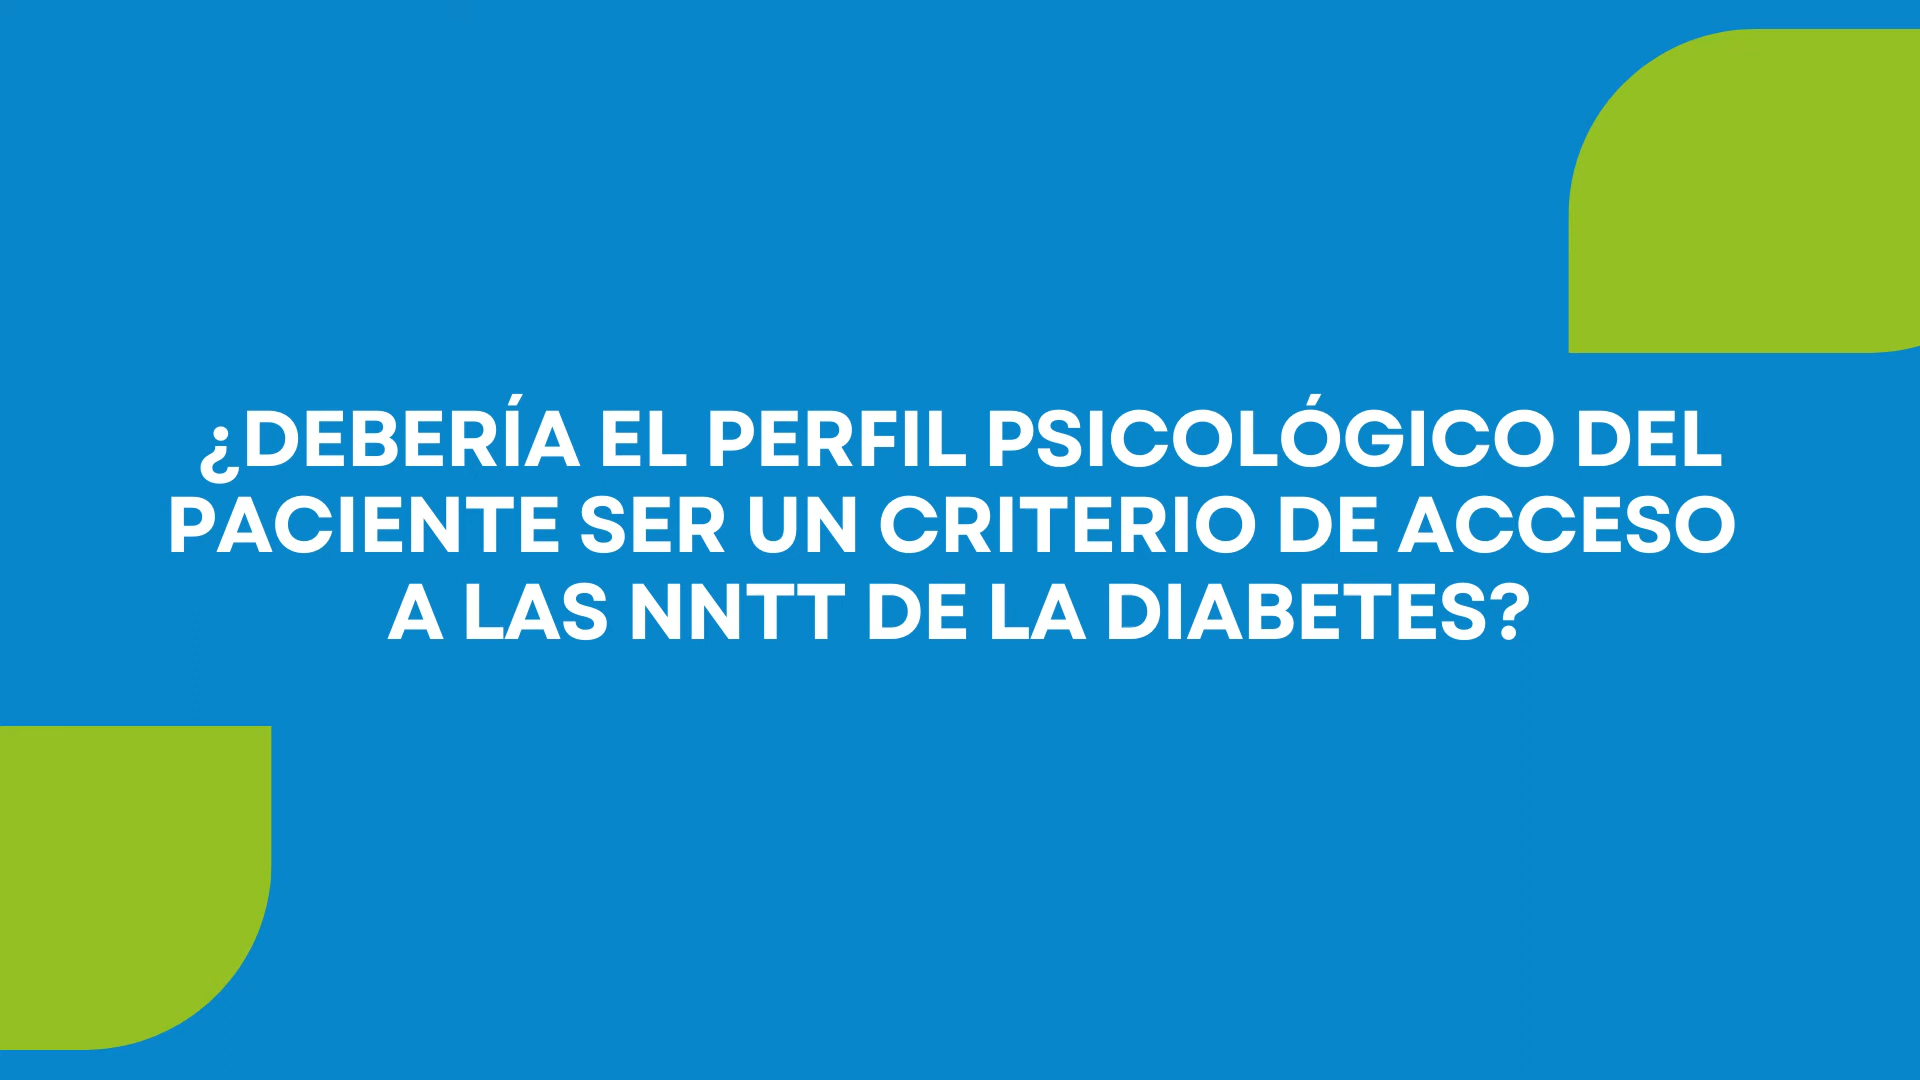 ¿DEBERÍA EL PERFIL PSICOLÓGICO DEL
PACIENTE SER UN CRITERIO DE ACCESO
A LAS NNTT DE LA DIABETES?